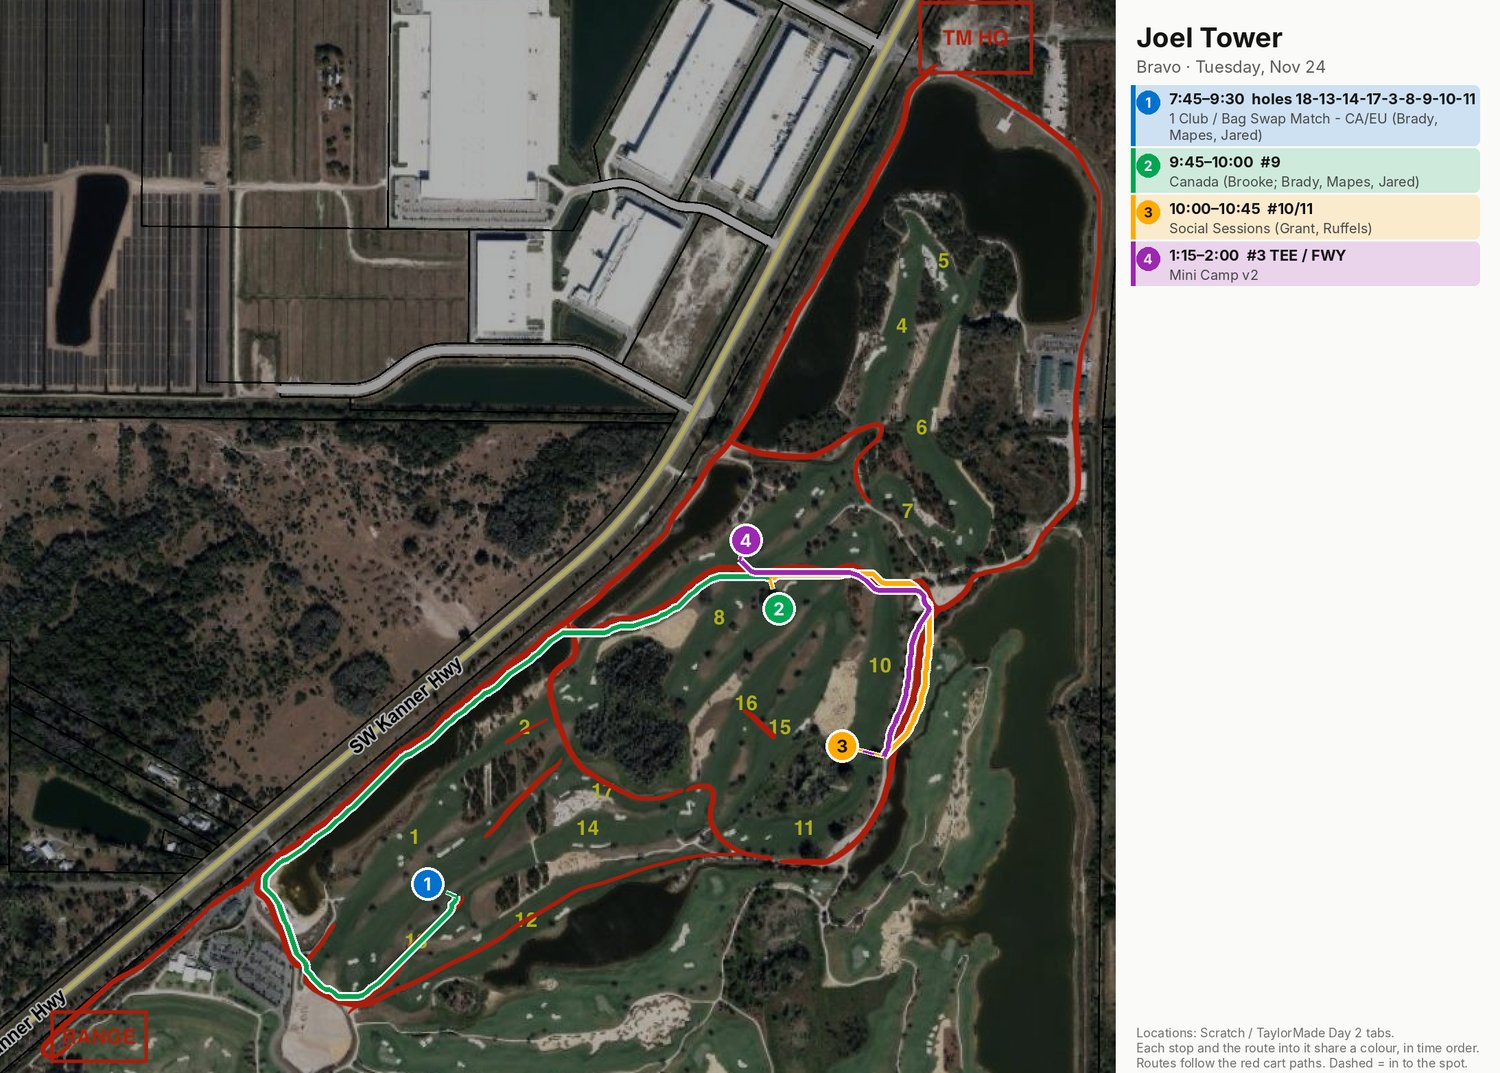 Joel Tower
Bravo · Tuesday, Nov 24
1
7:45–9:30 holes 18-13-14-17-3-8-9-10-11
1 Club / Bag Swap Match - CA/EU (Brady,
Mapes, Jared)
2
9:45–10:00 #9
Canada (Brooke; Brady, Mapes, Jared)
3
10:00–10:45 #10/11
Social Sessions (Grant, Ruffels)
4
1:15–2:00 #3 TEE / FWY
Mini Camp v2
TM HQ
5
4
6
7
4
2
8
10
16
15
3
2
SW Kanner Hwy
17
14
11
1
1
12
nner Hwy
RANGE
Locations: Scratch / TaylorMade Day 2 tabs.
Each stop and the route into it share a colour, in time order.
Routes follow the red cart paths. Dashed = in to the spot.